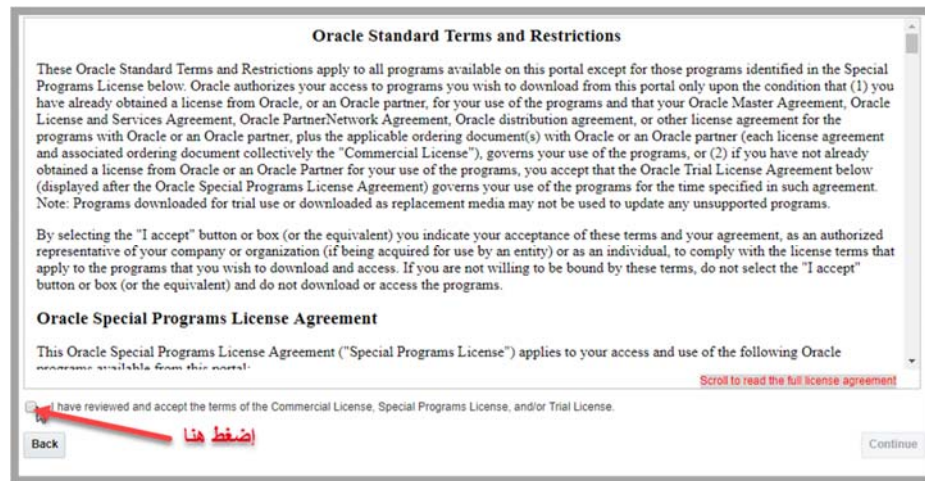 Oracle Standard Terms and Restrictions
These Oracle Standard Terms and Restrictions apply to all programs available on this portal except for those programs identified in the Special
Programs License below. Oracle authorizes your access to programs you wish to download from this portal only upon the condition that (1) you
have already obtained a license from Oracle, or an Oracle partner, for your use of the programs and that your Oracle Master Agreement, Oracle
License and Services Agreement, Oracle PartnerNetwork Agreement, Oracle distribution agreement, or other license agreement for the
programs with Oracle or an Oracle partner, plus the applicable ordering document(s) with Oracle or an Oracle partner (each license agreement
and associated ordering document collectively the "Commercial License"), governs your use of the programs, or (2) if you have not already
obtained a license from Oracle or an Oracle Partner for your use of the programs, you accept that the Oracle Trial License Agreement below
(displayed after the Oracle Special Programs License Agreement) governs your use of the programs for the time specified in such agreement.
Note: Programs downloaded for trial use or downloaded as replacement media may not be used to update any unsupported programs.
By selecting the "I accept" button or box (or the equivalent) you indicate your acceptance of these terms and your agreement, as an authorized
representative of your company or organization (if being acquired for use by an entity) or as an individual, to comply with the license terms that
apply to the programs that you wish to download and access. If you are not willing to be bound by these terms, do not select the "I accept"
button or box (or the equivalent) and do not download or access the programs.
Oracle Special Programs License Agreement
This Oracle Special Programs License Agreement ("Special Programs License") applies to your access and use of the following Oracle
programs available from this portal:
Scroll to read the full license agreement
I have reviewed and accept the terms of the Commercial License, Special Programs License, and/or Trial License.
إضغط هنا
Back
Continue